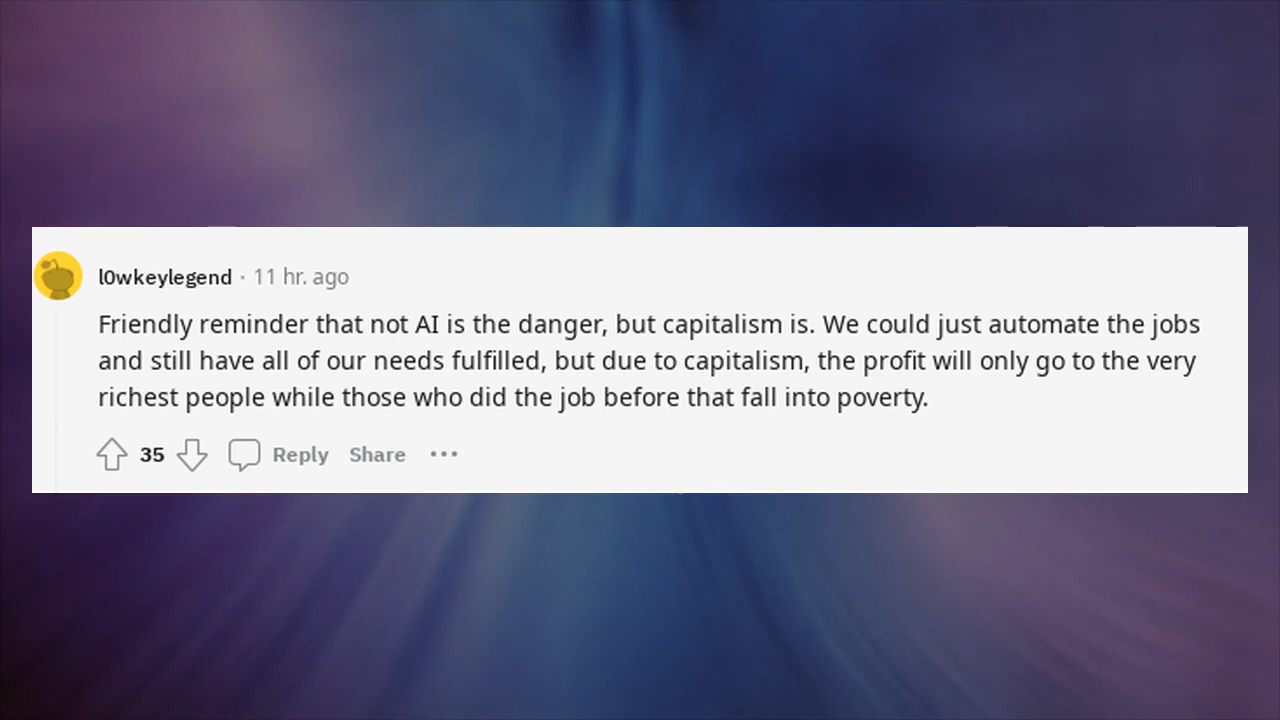 l0wkeylegend · 11 hr. ago
Friendly reminder that not AI is the danger, but capitalism is. We could just automate the jobs
and still have all of our needs fulfilled, but due to capitalism, the profit will only go to the very
richest people while those who did the job before that fall into poverty.
35 Reply Share •••